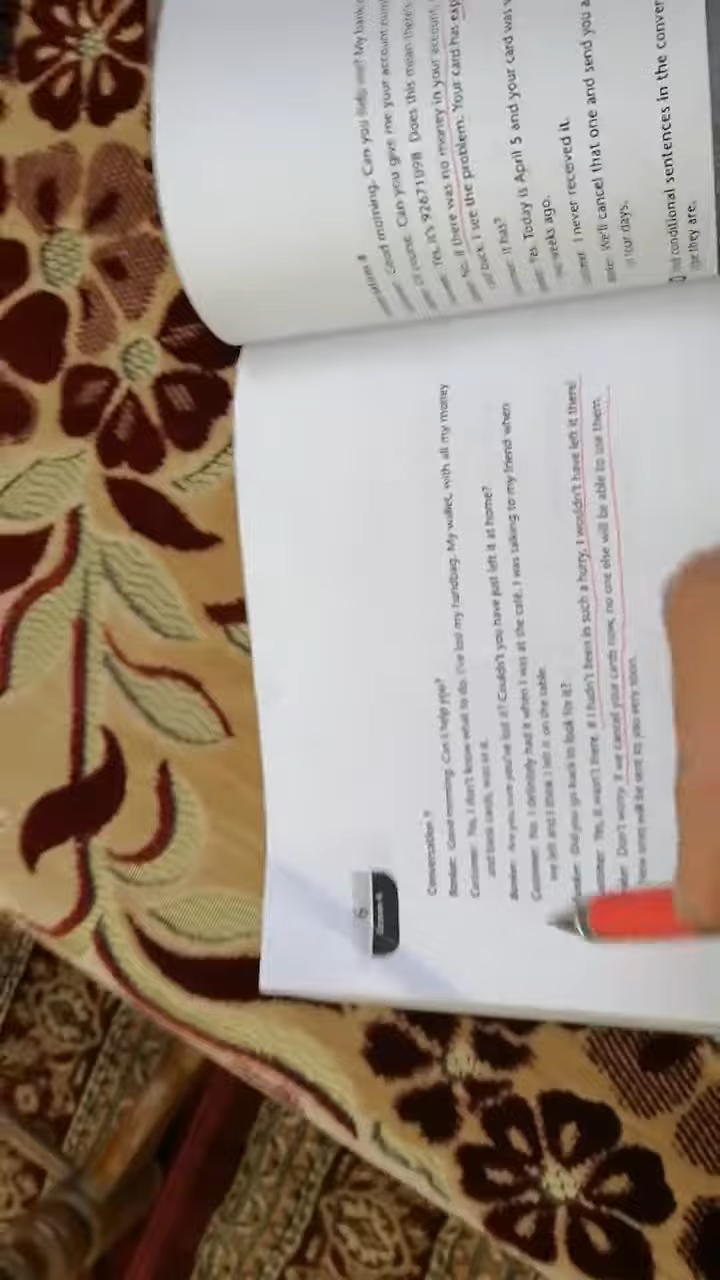 6
Conversation
Banker: Good morning. Can I help you?
Customer: No, I don't know what to do. I've lost my handbag. My wallet, with all my money
and bank cards, was in it.
Banker: Are you sure you've lost it? Couldn't you have just left it at home?
Customer: No. I definitely had it when I was at the café. I was talking to my friend when
we left and I think I left it on the table.
Did you go back to look for it?
Yes, it wasn't there. If I hadn't been in such a hurry, I wouldn't have left it there!
Don't worry. If we cancel your cards now, no one else will be able to use them.
New ones will be sent to you very soon.
Good morning. Can you help me? My bank
Of course. Can you give me your account
Yes, it's 92671098. Does this mean there's
No. If there was no money in your account,
back. I see the problem. Your card has
It has?
Yes. Today is April 5 and your card was
weeks ago.
I never received it.
We'll cancel that one and send you a
in four days.
conditional sentences in the
they are.